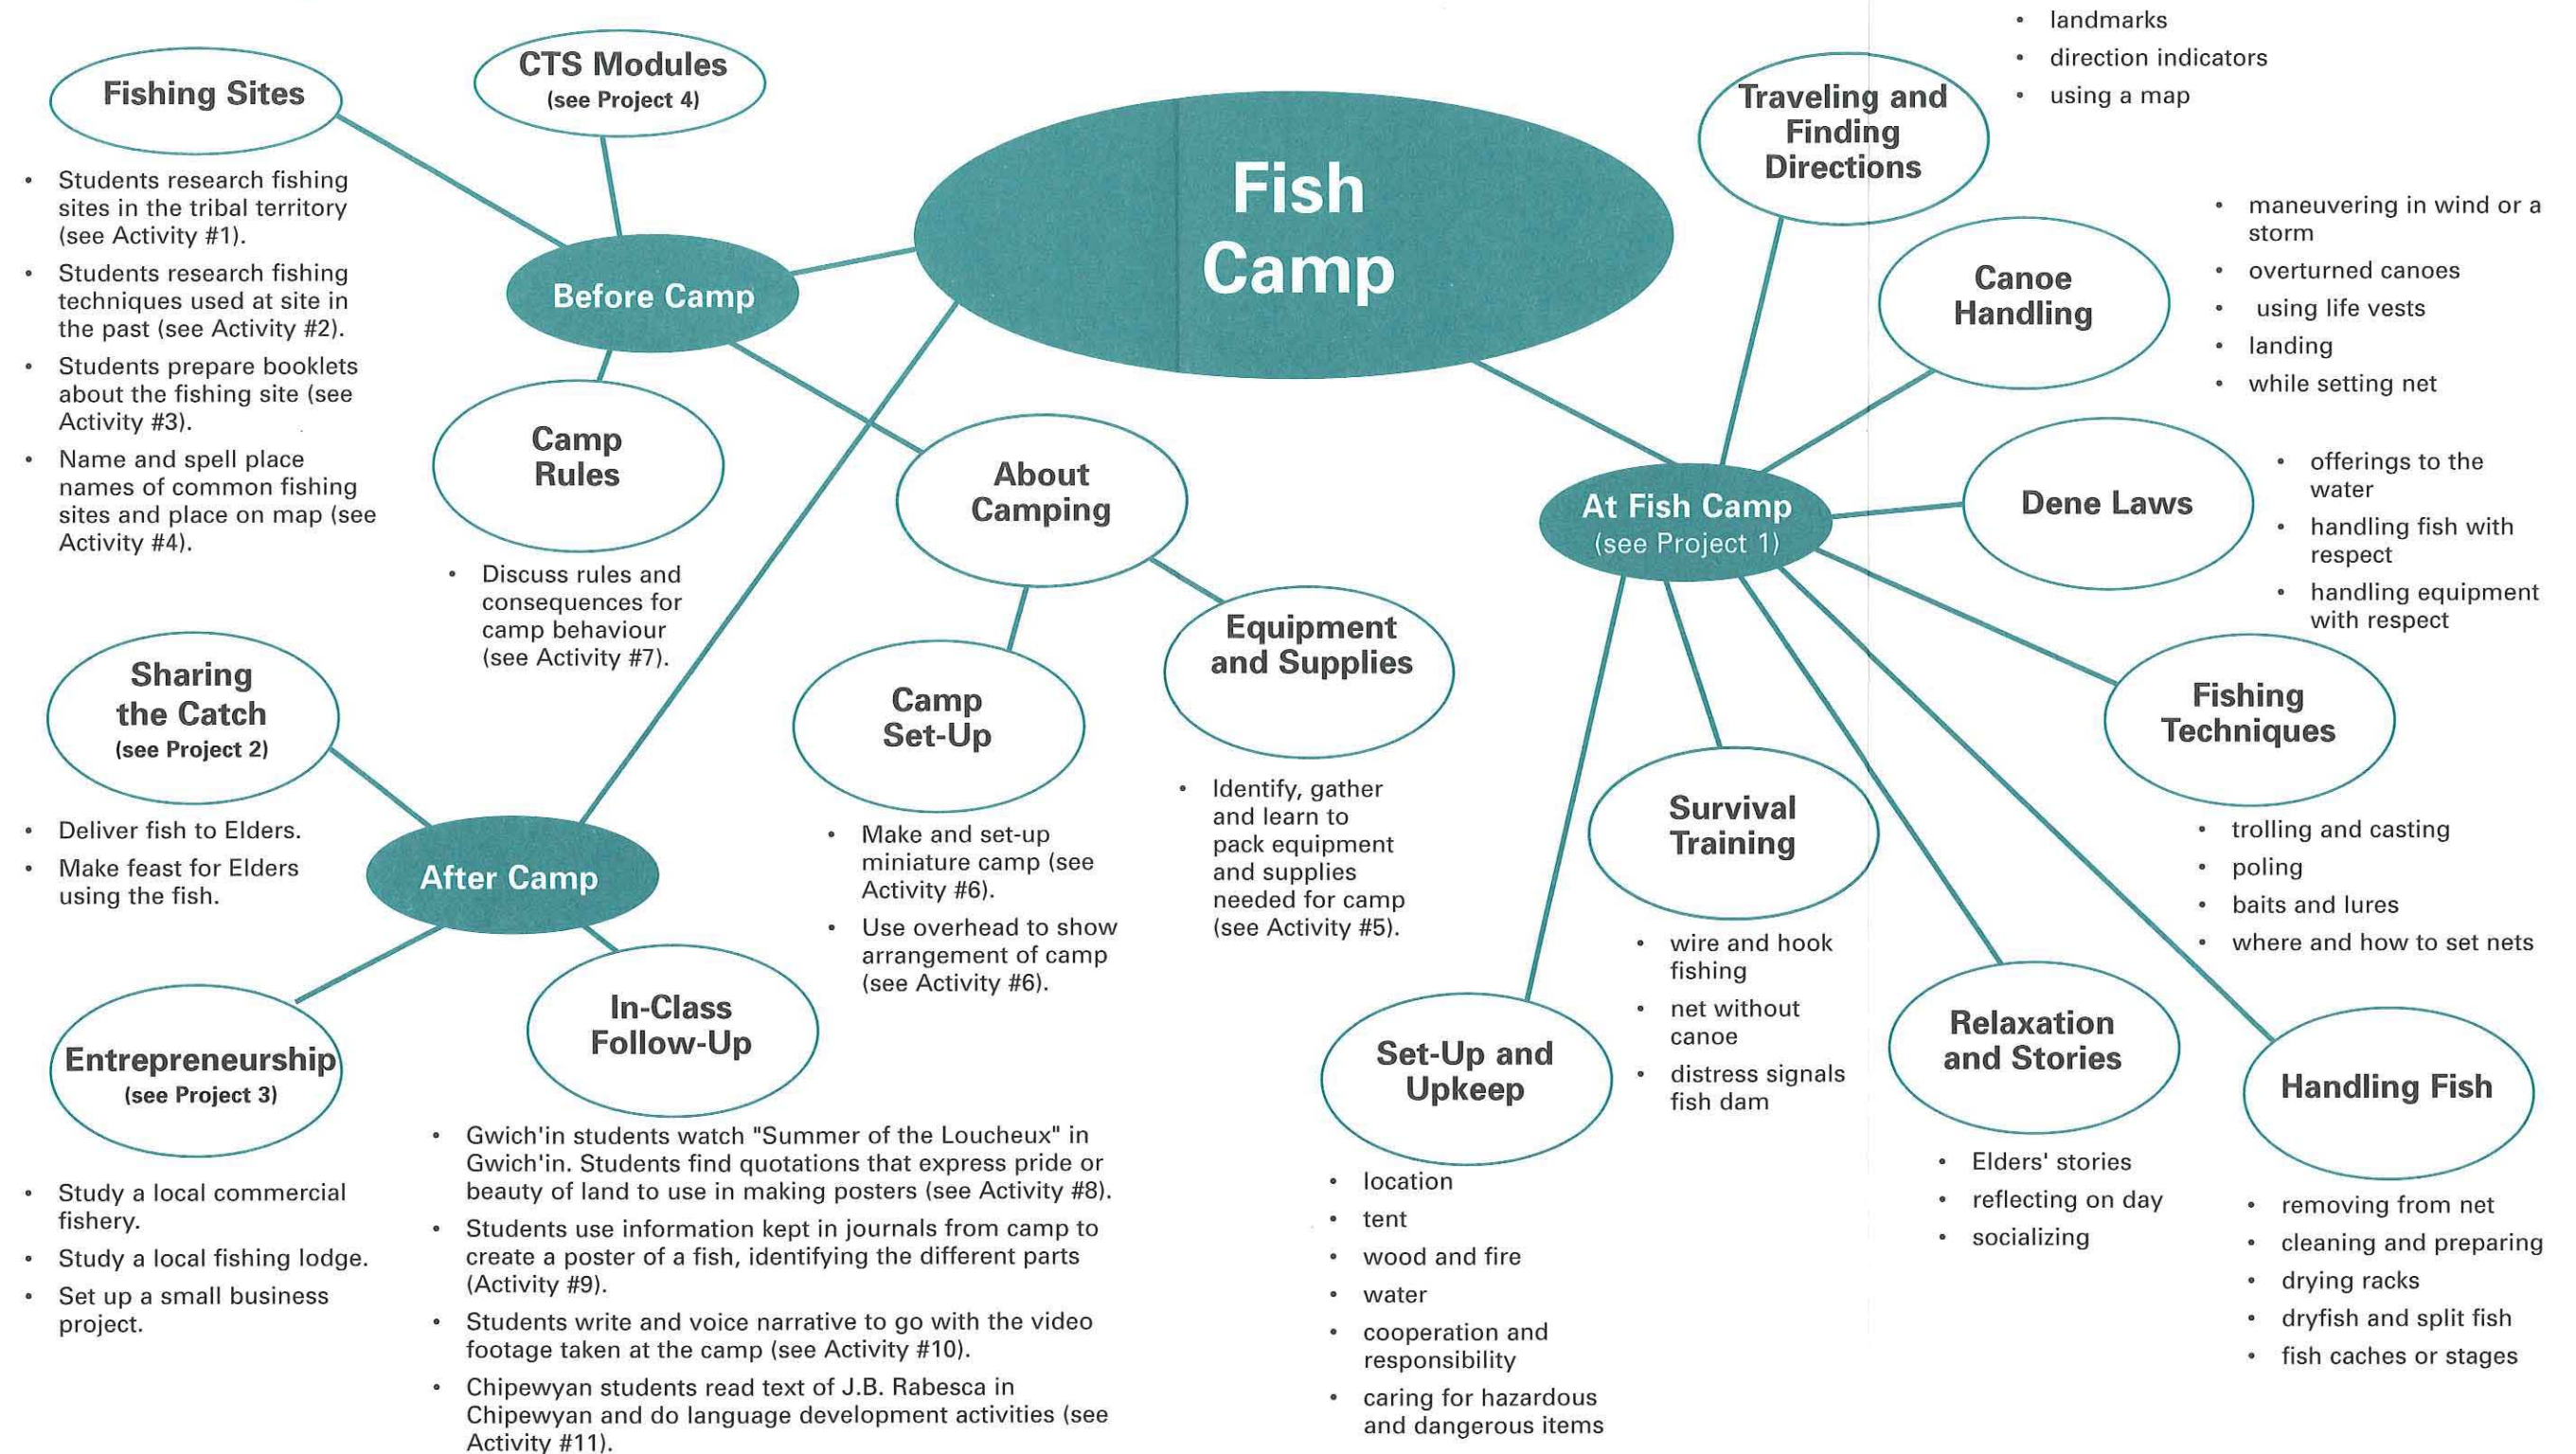 Fish
Camp
Before Camp
Fishing Sites
• Students research fishing
sites in the tribal territory
(see Activity #1).
• Students research fishing
techniques used at site in
the past (see Activity #2).
• Students prepare booklets
about the fishing site (see
Activity #3).
• Name and spell place
names of common fishing
sites and place on map (see
Activity #4).
CTS Modules
(see Project 4)
Camp
Rules
• Discuss rules and
consequences for
camp behaviour
(see Activity #7).
About
Camping
Camp
Set-Up
• Make and set-up
miniature camp (see
Activity #6).
• Use overhead to show
arrangement of camp
(see Activity #6).
Equipment
and Supplies
• Identify, gather
and learn to
pack equipment
and supplies
needed for camp
(see Activity #5).
After Camp
Sharing
the Catch
(see Project 2)
• Deliver fish to Elders.
• Make feast for Elders
using the fish.
Entrepreneurship
(see Project 3)
• Study a local commercial
fishery.
• Study a local fishing lodge.
• Set up a small business
project.
In-Class
Follow-Up
• Gwich'in students watch "Summer of the Loucheux" in
Gwich'in. Students find quotations that express pride or
beauty of land to use in making posters (see Activity #8).
• Students use information kept in journals from camp to
create a poster of a fish, identifying the different parts
(Activity #9).
• Students write and voice narrative to go with the video
footage taken at the camp (see Activity #10).
• Chipewyan students read text of J.B. Rabesca in
Chipewyan and do language development activities (see
Activity #11).
At Fish Camp
(see Project 1)
Traveling and
Finding
Directions
• landmarks
• direction indicators
• using a map
Canoe
Handling
• maneuvering in wind or a
storm
• overturned canoes
• using life vests
• landing
• while setting net
Dene Laws
• offerings to the
water
• handling fish with
respect
• handling equipment
with respect
Fishing
Techniques
• trolling and casting
• poling
• baits and lures
• where and how to set nets
Handling Fish
• removing from net
• cleaning and preparing
• drying racks
• dryfish and split fish
• fish caches or stages
Relaxation
and Stories
• Elders' stories
• reflecting on day
• socializing
Survival
Training
• wire and hook
fishing
• net without
canoe
• distress signals
fish dam
Set-Up and
Upkeep
• location
• tent
• wood and fire
• water
• cooperation and
responsibility
• caring for hazardous
and dangerous items